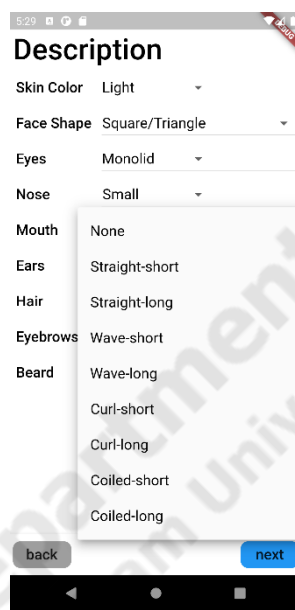 5:29
DEBUG
Description
Skin Color Light
Face Shape Square/Triangle
Eyes Monolid
Nose Small
Mouth
Ears
Hair
Eyebrows
Beard
None
Straight-short
Straight-long
Wave-short
Wave-long
Curl-short
Curl-long
Coiled-short
Coiled-long
back next